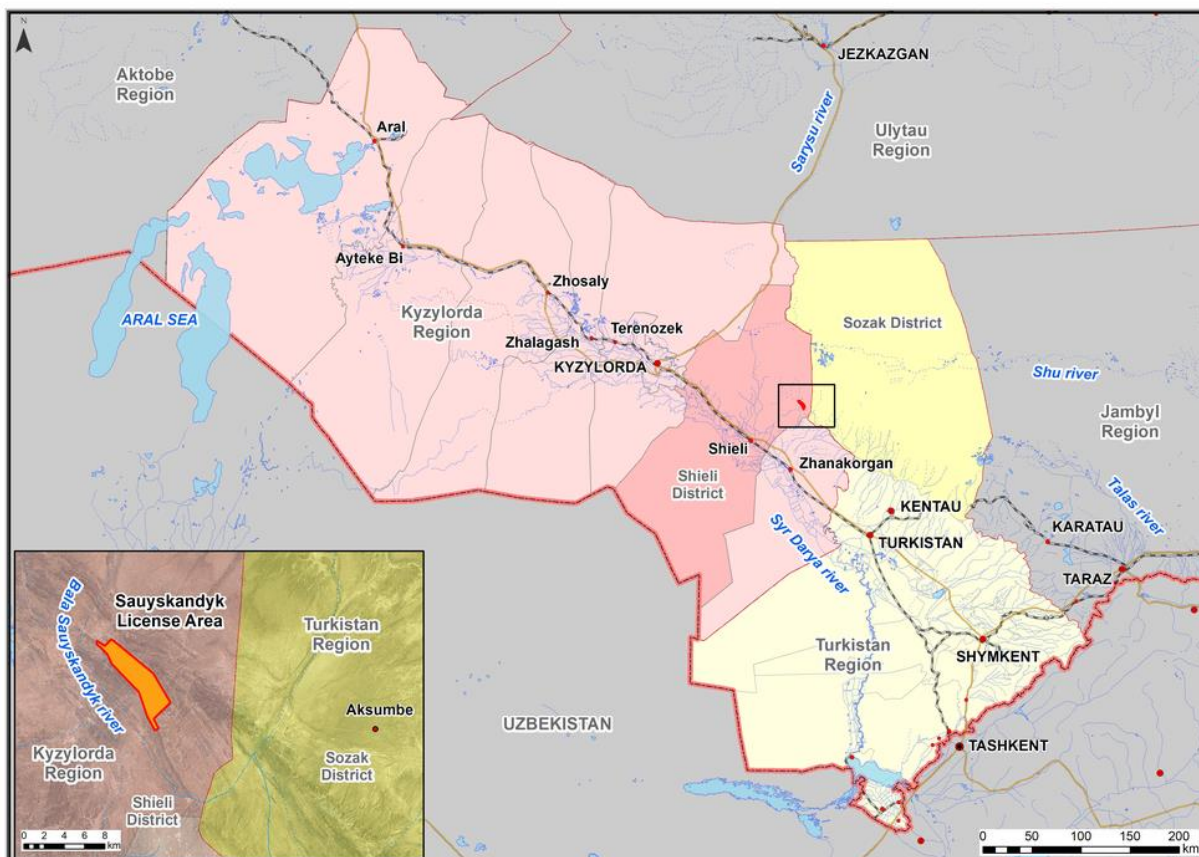 N
JEZKAZGAN
Aktobe
Region
Ulytau
Region
Sarysu river
Aral
Ayteke Bi
Zhosaly
ARAL SEA
Kyzylorda
Region
Terenozek
Zhalagash
KYZYLORDA
Sozak District
Shu river
Jambyl
Region
Shieli
Zhanakorgan
Shieli
District
KENTAU
Talas river
KARATAU
TURKISTAN
Syr Darya river
TARAZ
Turkistan
Region
SHYMKENT
UZBEKISTAN
TASHKENT
Sauyskandyk
License Area
Bala Sauyskandyk river
Turkistan
Region
Aksumbe
Kyzylorda
Region
Sozak
District
Shieli
District
0 2 4 6 8
km
0 50 100 150 200
km